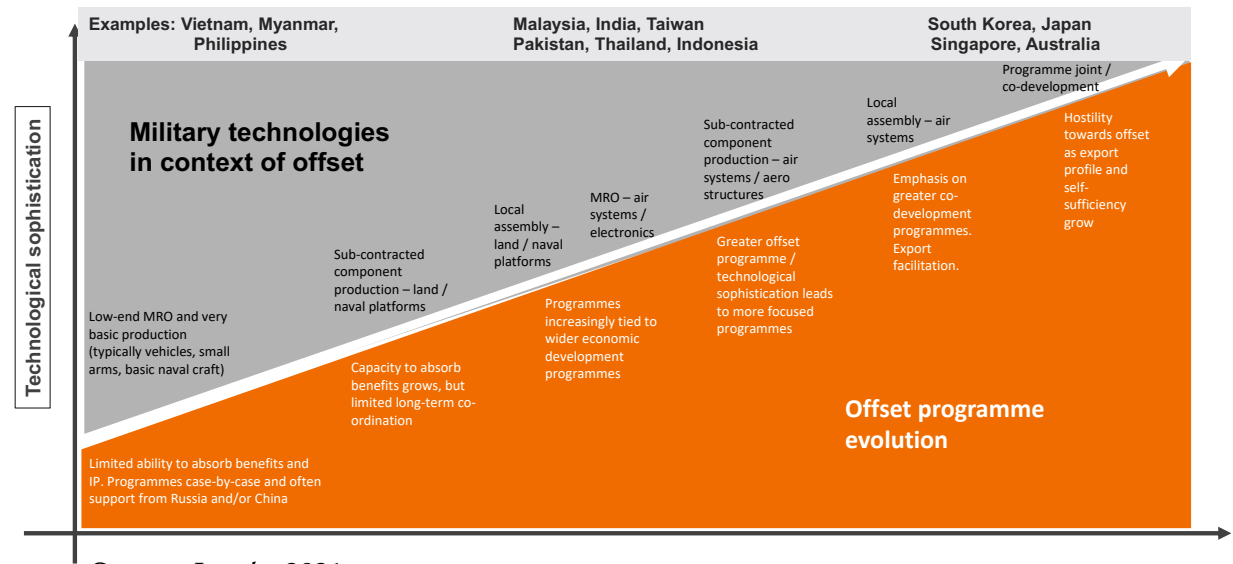 Examples: Vietnam, Myanmar,
Philippines
Malaysia, India, Taiwan
Pakistan, Thailand, Indonesia
South Korea, Japan
Singapore, Australia
Technological sophistication
Military technologies
in context of offset
Low-end MRO and very
basic production
(typically vehicles, small
arms, basic naval craft)
Sub-contracted
component
production – land /
naval platforms
Local
assembly –
land / naval
platforms
MRO – air
systems /
electronics
Sub-contracted
component
production – air
systems / aero
structures
Local
assembly – air
systems
Programme joint /
co-development
Limited ability to absorb benefits and
IP. Programmes case-by-case and often
support from Russia and/or China
Capacity to absorb
benefits grows, but
limited long-term co-
ordination
Programmes
increasingly tied to
wider economic
development
programmes
Greater offset
programme /
technological
sophistication leads
to more focused
programmes
Emphasis on
greater co-
development
programmes.
Export
facilitation.
Hostility
towards offset
as export
profile and
self-
sufficiency
grow
Offset programme
evolution